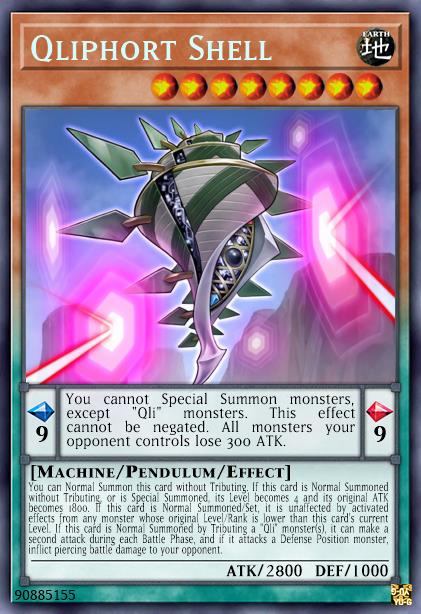 QLIPHORT SHELL
EARTH
地
You cannot Special Summon monsters,
except "Qli" monsters. This effect
cannot be negated. All monsters your
opponent controls lose 300 ATK.
9
9
[MACHINE/PENDULUM/EFFECT]
You can Normal Summon this card without Tributing. If this card is Normal Summoned
without Tributing, or is Special Summoned, its Level becomes 4 and its original ATK
becomes 1800. If this card is Normal Summoned/Set, it is unaffected by activated
effects from any monster whose original Level/Rank is lower than this card's current
Level. If this card is Normal Summoned by Tributing a "Qli" monster(s), it can make a
second attack during each Battle Phase, and if it attacks a Defense Position monster,
inflict piercing battle damage to your opponent.
ATK/2800 DEF/1000
90885155